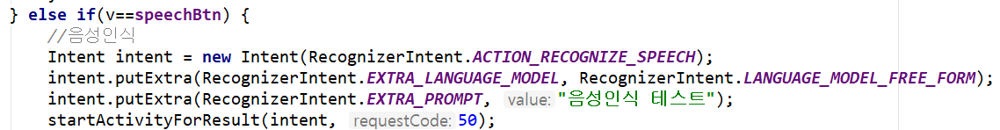 } else if(v==speechBtn) {
//음성인식
Intent intent = new Intent(RecognizerIntent.ACTION_RECOGNIZE_SPEECH);
intent.putExtra(RecognizerIntent.EXTRA_LANGUAGE_MODEL, RecognizerIntent.LANGUAGE_MODEL_FREE_FORM);
intent.putExtra(RecognizerIntent.EXTRA_PROMPT, value: "음성인식 테스트");
startActivityForResult(intent, requestCode: 50);